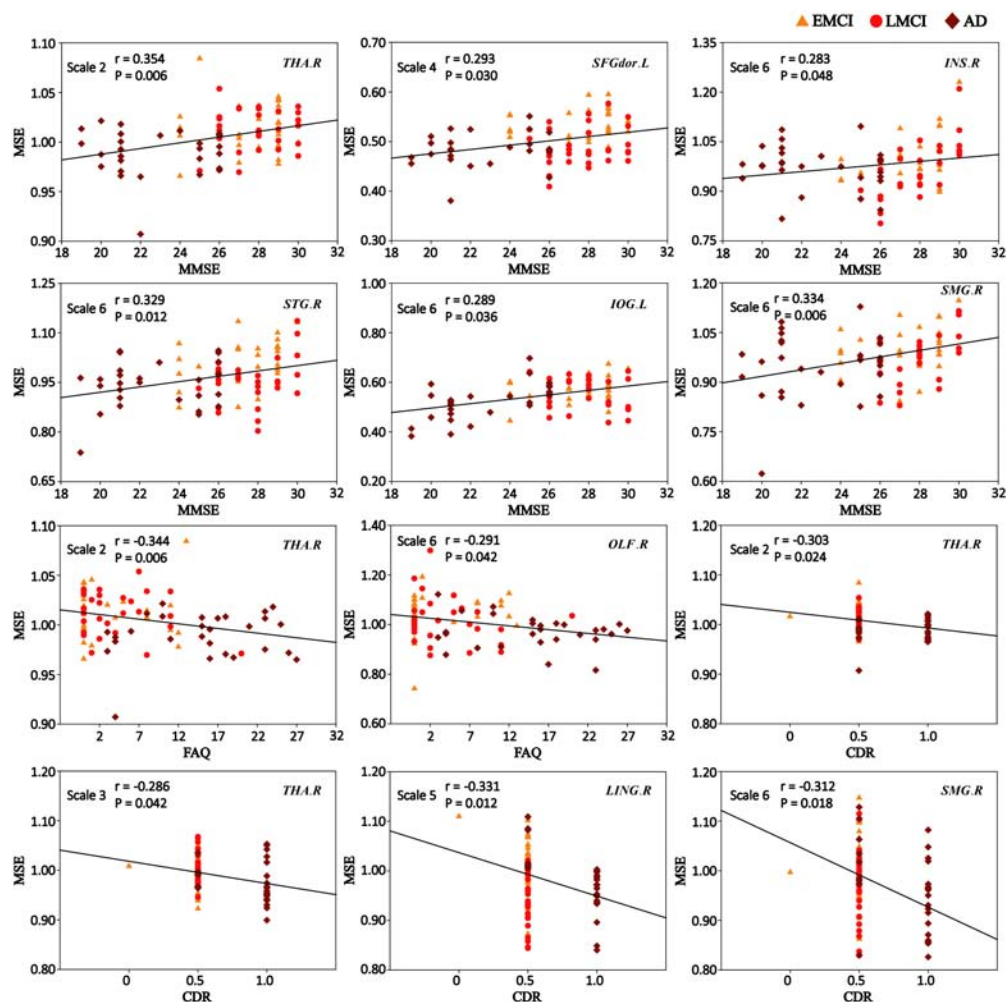 EMCI LMCI AD
Scale 2 r = 0.354 P = 0.006 THA.R
MSE
1.10
1.05
1.00
0.95
0.90
18 20 22 24 26 28 30 32
MMSE
Scale 4 r = 0.293 P = 0.030 SFGdor.L
MSE
0.70
0.60
0.50
0.40
0.30
18 20 22 24 26 28 30 32
MMSE
Scale 6 r = 0.283 P = 0.048 INS.R
MSE
1.35
1.20
1.05
0.90
0.75
18 20 22 24 26 28 30 32
MMSE
Scale 6 r = 0.329 P = 0.012 STG.R
MSE
1.25
1.10
0.95
0.80
0.65
18 20 22 24 26 28 30 32
MMSE
Scale 6 r = 0.289 P = 0.036 IOG.L
MSE
1.00
0.80
0.60
0.40
0.20
18 20 22 24 26 28 30 32
MMSE
Scale 6 r = 0.334 P = 0.006 SMG.R
MSE
1.20
1.05
0.90
0.75
0.60
18 20 22 24 26 28 30 32
MMSE
Scale 2 r = -0.344 P = 0.006 THA.R
MSE
1.10
1.05
1.00
0.95
0.90
2 7 12 17 22 27 32
FAQ
Scale 6 r = -0.291 P = 0.042 OLF.R
MSE
1.40
1.20
1.00
0.80
0.60
2 7 12 17 22 27 32
FAQ
Scale 2 r = -0.303 P = 0.024 THA.R
MSE
1.20
1.10
1.00
0.90
0.80
0 0.5 1.0
CDR
Scale 3 r = -0.286 P = 0.042 THA.R
MSE
1.20
1.10
1.00
0.90
0.80
0 0.5 1.0
CDR
Scale 5 r = -0.331 P = 0.012 LING.R
MSE
1.20
1.10
1.00
0.90
0.80
0 0.5 1.0
CDR
Scale 6 r = -0.312 P = 0.018 SMG.R
MSE
1.20
1.10
1.00
0.90
0.80
0 0.5 1.0
CDR